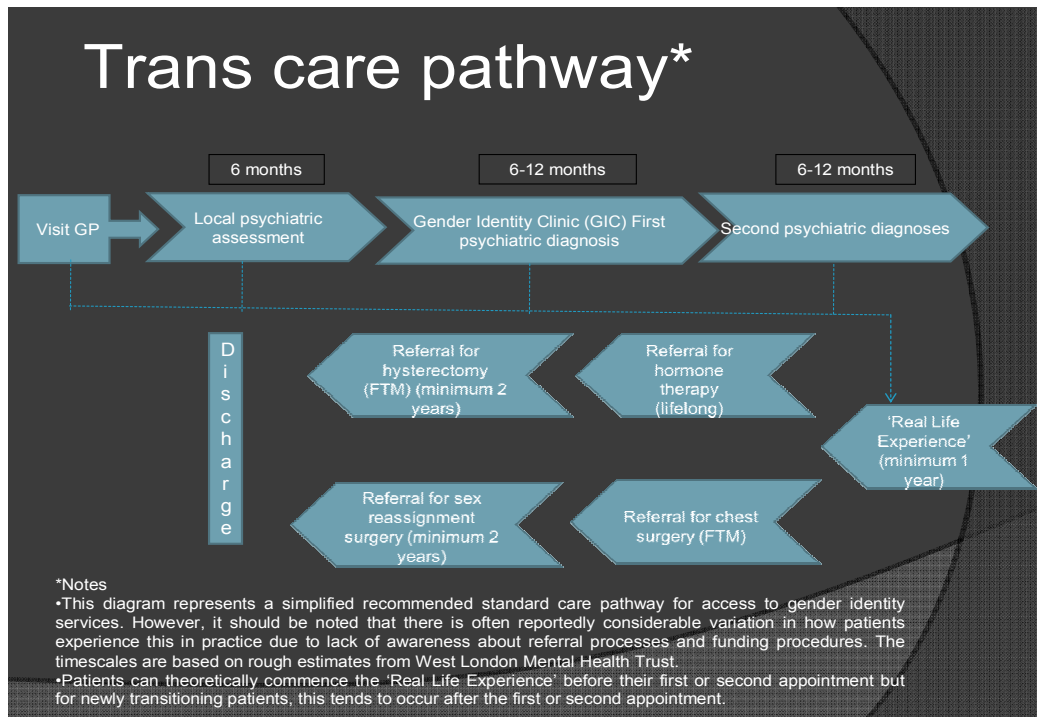 Trans care pathway*
6 months
6-12 months
6-12 months
Visit GP
Local psychiatric
assessment
Gender Identity Clinic (GIC) First
psychiatric diagnosis
Second psychiatric diagnoses
D
i
s
c
h
a
r
g
e
Referral for
hysterectomy
(FTM) (minimum 2
years)
Referral for
hormone
therapy
(lifelong)
‘Real Life
Experience’
(minimum 1
year)
Referral for sex
reassignment
surgery (minimum 2
years)
Referral for chest
surgery (FTM)
*Notes
•This diagram represents a simplified recommended standard care pathway for access to gender identity
services. However, it should be noted that there is often reportedly considerable variation in how patients
experience this in practice due to lack of awareness about referral processes and funding procedures. The
timescales are based on rough estimates from West London Mental Health Trust.
•Patients can theoretically commence the ‘Real Life Experience’ before their first or second appointment but
for newly transitioning patients, this tends to occur after the first or second appointment.